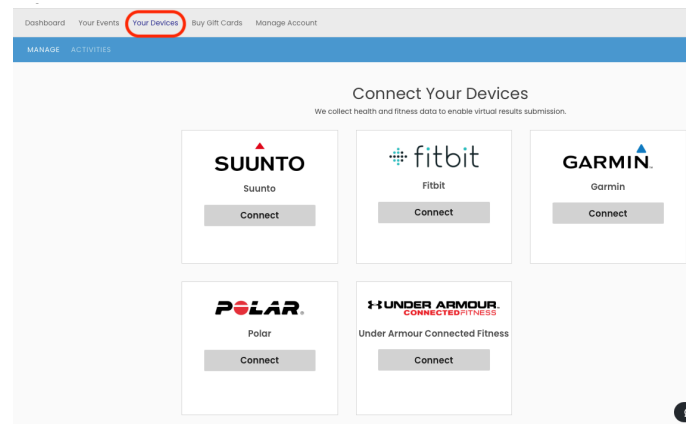 Dashboard Your Events Your Devices Buy Gift Cards Manage Account
MANAGE ACTIVITIES
Connect Your Devices
We collect health and fitness data to enable virtual results submission.
SUUNTO
Suunto
Connect
fitbit
Fitbit
Connect
GARMIN.
Garmin
Connect
POLAR.
Polar
Connect
UNDER ARMOUR.
CONNECTEDFITNESS
Under Armour Connected Fitness
Connect